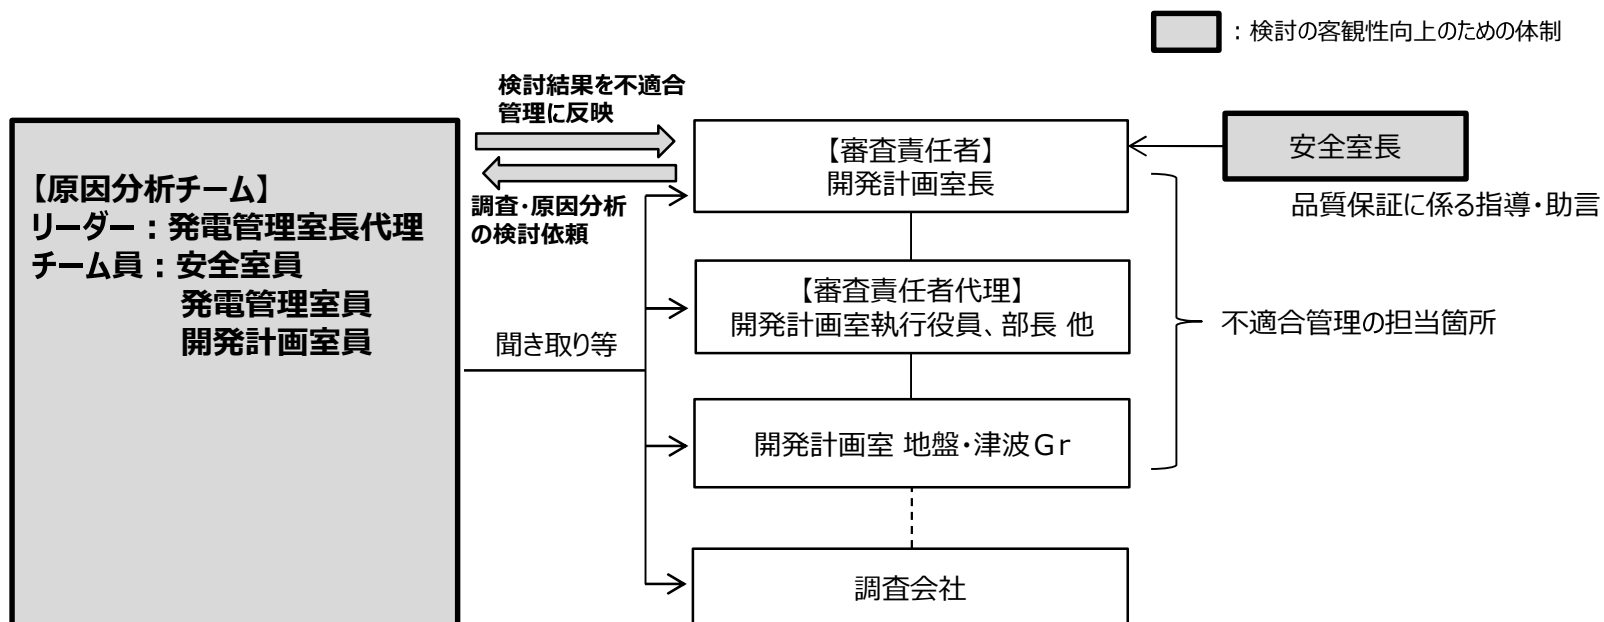 ：検討の客観性向上のための体制
検討結果を不適合
管理に反映
【原因分析チーム】
リーダー：発電管理室長代理
チーム員：安全室員
発電管理室員
開発計画室員
調査・原因分析
の検討依頼
聞き取り等
【審査責任者】
開発計画室長
安全室長
品質保証に係る指導・助言
【審査責任者代理】
開発計画室執行役員、部長 他
不適合管理の担当箇所
開発計画室 地盤・津波Ｇｒ
調査会社